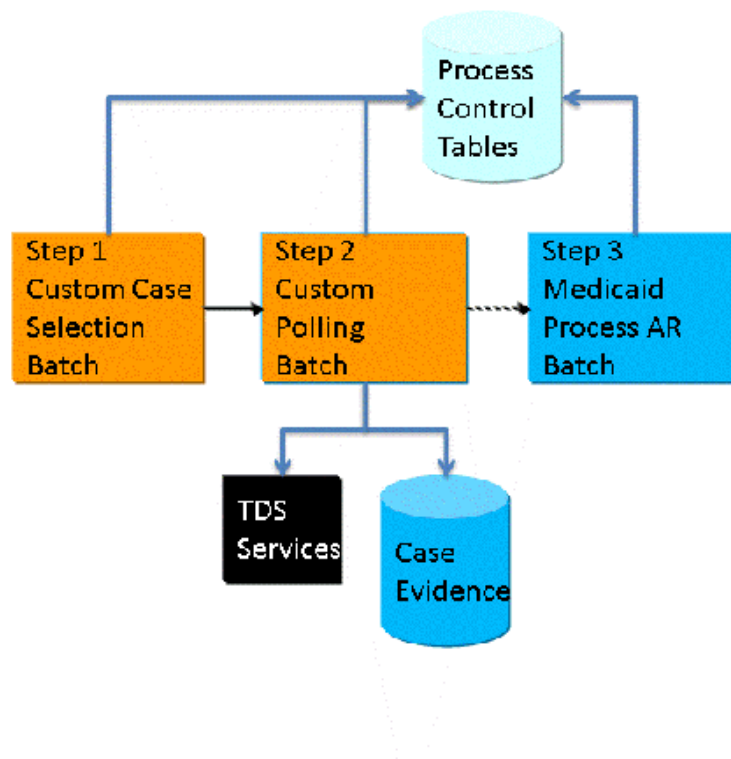 Process
Control
Tables
Step 1
Custom Case
Selection
Batch
Step 2
Custom
Polling
Batch
Step 3
Medicaid
Process AR
Batch
TDS
Services
Case
Evidence